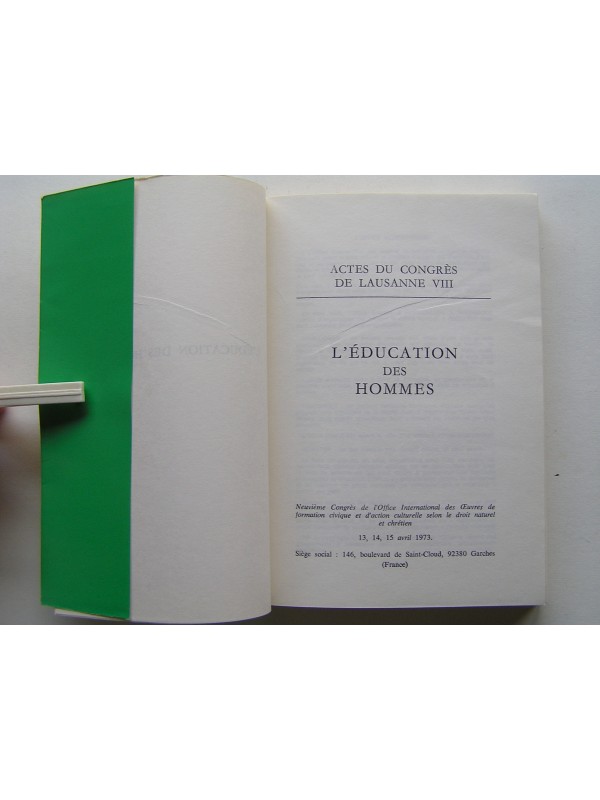 ACTES DU CONGRÈS
DE LAUSANNE VIII
L'ÉDUCATION
DES
HOMMES
Neuvième Congrès de l'Office International des Œuvres de
formation civique et d'action culturelle selon le droit naturel
et chrétien
13, 14, 15 avril 1973.
Siège social : 146, boulevard de Saint-Cloud, 92380 Garches
(France)